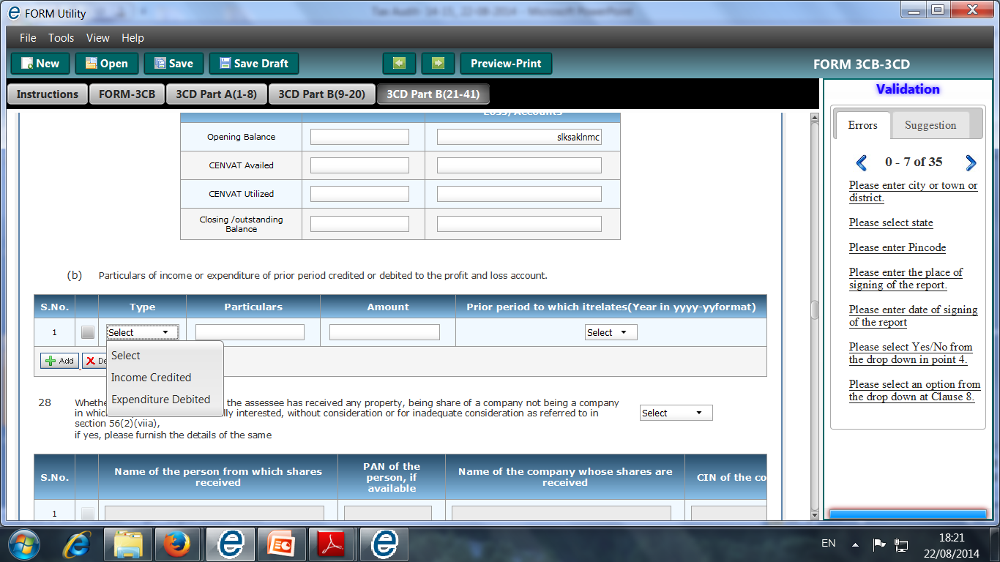 FORM Utility
Tax Audit- 14-15, 22-08-2014 - Microsoft PowerPoint
File Tools View Help
New Open Save Save Draft Preview-Print FORM 3CB-3CD
Instructions FORM-3CB 3CD Part A(1-8) 3CD Part B(9-20) 3CD Part B(21-41)
Loss/Accounts
Opening Balance slksaklnmc
CENVAT Availed
CENVAT Utilized
Closing /outstanding
Balance
(b) Particulars of income or expenditure of prior period credited or debited to the profit and loss account.
S.No. Type Particulars Amount Prior period to which itrelates(Year in yyyy-yyformat)
1 Select Select
Add De
Select
Income Credited
Expenditure Debited
28 Whethe the assessee has received any property, being share of a company not being a company
in which lly interested, without consideration or for inadequate consideration as referred to in
section 56(2)(viia),
if yes, please furnish the details of the same
Select
S.No. Name of the person from which shares
received
PAN of the
person, if
available
Name of the company whose shares are
received
CIN of the co
1
Validation
Errors Suggestion
0 - 7 of 35
Please enter city or town or
district.
Please select state
Please enter Pincode
Please enter the place of
signing of the report.
Please enter date of signing
of the report
Please select Yes/No from
the drop down in point 4.
Please select an option from
the drop down at Clause 8.
EN
18:21
22/08/2014